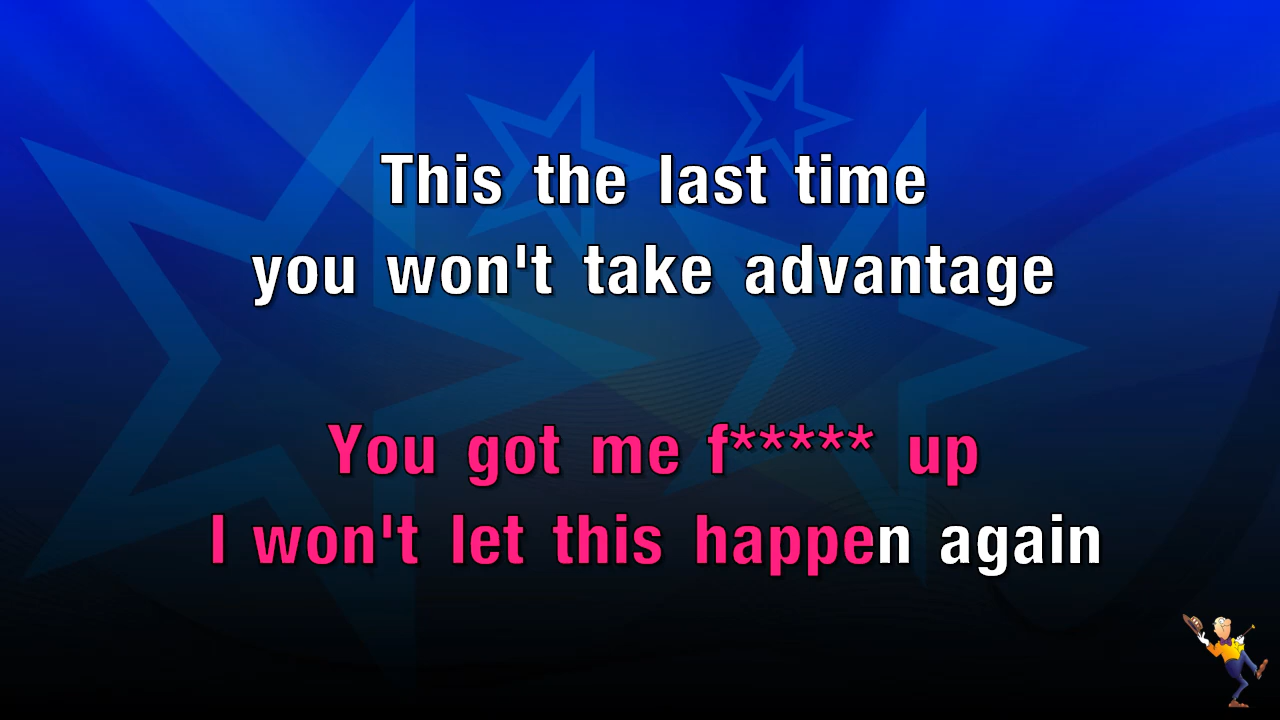 This the last time
you won't take advantage
You got me f***** up
I won't let this happen again